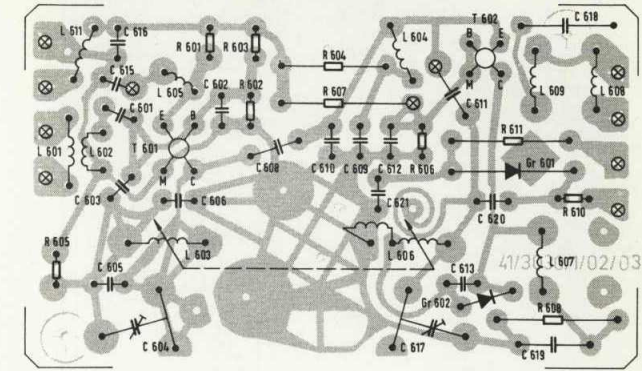 L 611
C 616
R 601
R 603
T 602
B
E
M
C
C 618
L 604
R 604
C 615
L 605
C 602
R 602
R 607
C 611
L 609
L 608
C 601
E
B
T 601
M
C
L 601
L 602
C 608
C 610
C 609
C 612
R 606
R 611
Gr 601
C 603
C 606
C 621
C 620
R 610
R 605
C 605
L 603
L 606
C 613
L 607
Gr 602
R 608
C 604
C 617
C 619